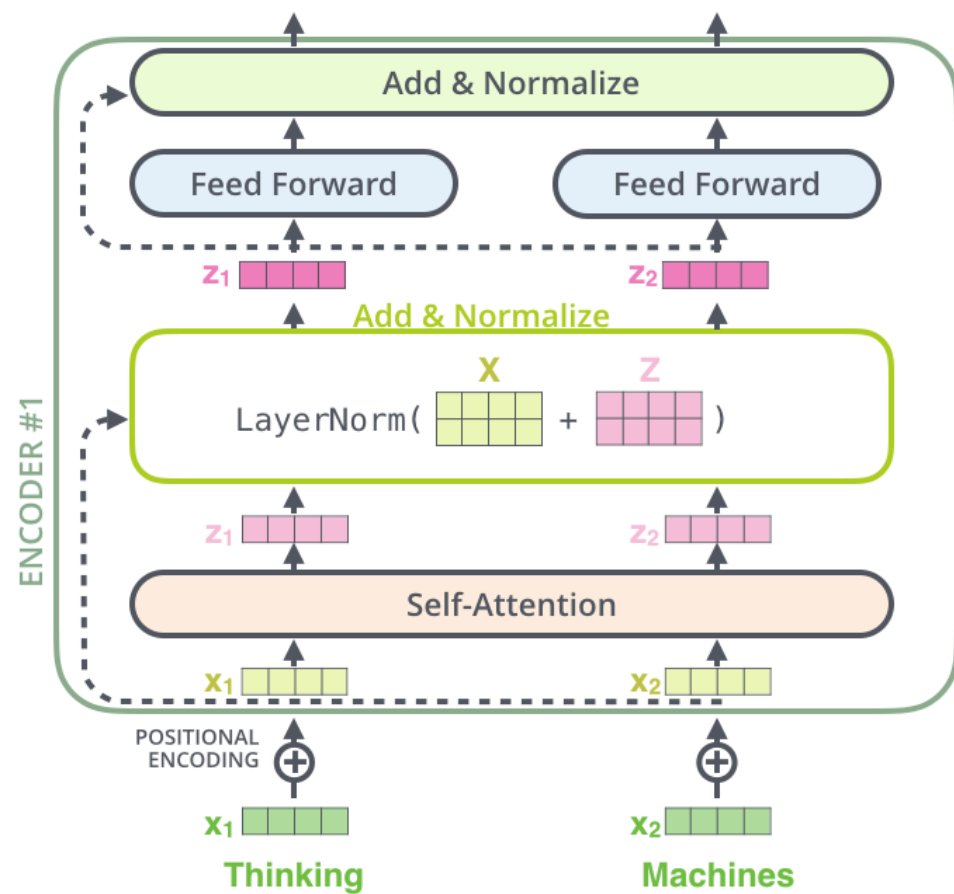 Add & Normalize
Feed Forward Feed Forward
z1 z2
Add & Normalize
X Z
LayerNorm( + )
ENCODER #1
z1 z2
Self-Attention
x1 x2
POSITIONAL
ENCODING
x1 x2
Thinking Machines